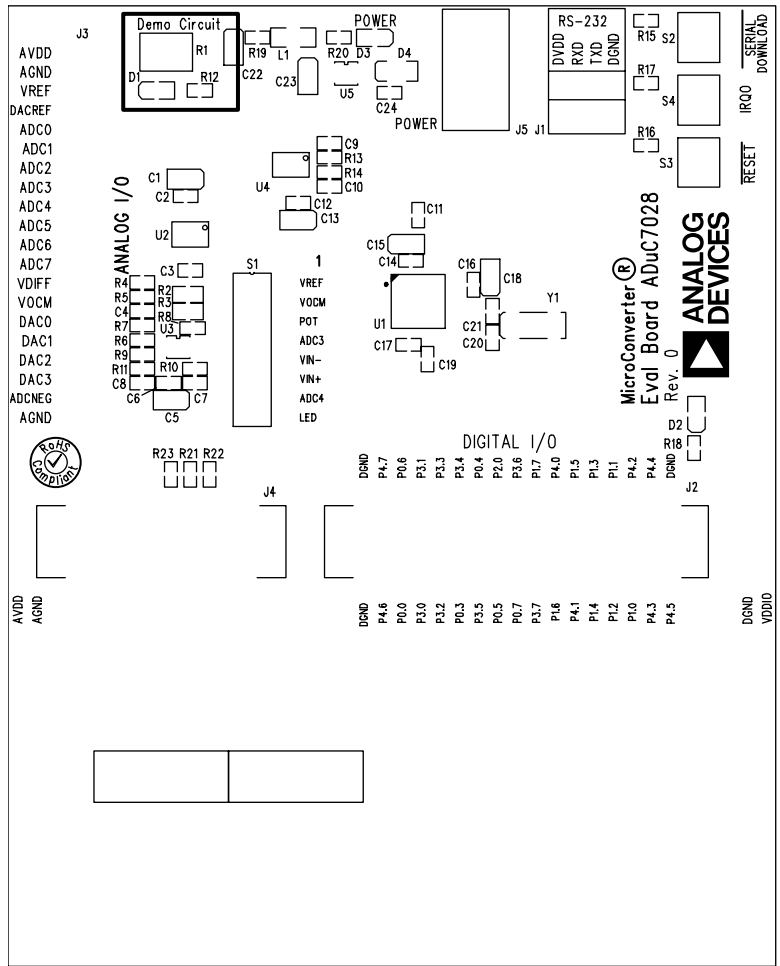 J3
Demo Circuit
R1
D1
R12
C22
R19
L1
C23
R20
D3
POWER
D4
U5
C24
POWER
J5
J1
RS-232
DVDD
RXD
TXD
DGND
R15
S2
SERIAL
DOWNLOAD
R17
S4
IRQ0
R16
S3
RESET
AVDD
AGND
VREF
DACREF
ADC0
ADC1
ADC2
ADC3
ADC4
ADC5
ADC6
ADC7
VDIFF
VOCM
DAC0
DAC1
DAC2
DAC3
ADCNEG
AGND
ANALOG I/O
C1
C2
U2
C3
R4
R5
C4
R7
R6
R9
R11
C8
R2
R3
R8
U3
R10
C6
C5
C7
U4
C9
R13
R14
C10
C12
C13
S1
1
VREF
VOCM
POT
ADC3
VIN-
VIN+
ADC4
LED
C11
C15
C14
U1
C17
C19
C16
C18
C21
C20
Y1
MicroConverter®
Eval Board ADuC7028
Rev. 0
ANALOG
DEVICES
D2
R18
RoHS
Compliant
R23 R21 R22
J4
DIGITAL I/O
DGND
P4.7
P0.6
P3.1
P3.3
P3.4
P0.4
P2.0
P3.6
P1.7
P4.0
P1.5
P1.3
P1.1
P4.2
P4.4
DGND
J2
AVDD
AGND
DGND
P4.6
P0.0
P3.0
P3.2
P0.3
P3.5
P0.5
P0.7
P3.7
P1.6
P4.1
P1.4
P1.2
P1.0
P4.3
P4.5
DGND
VDDIO